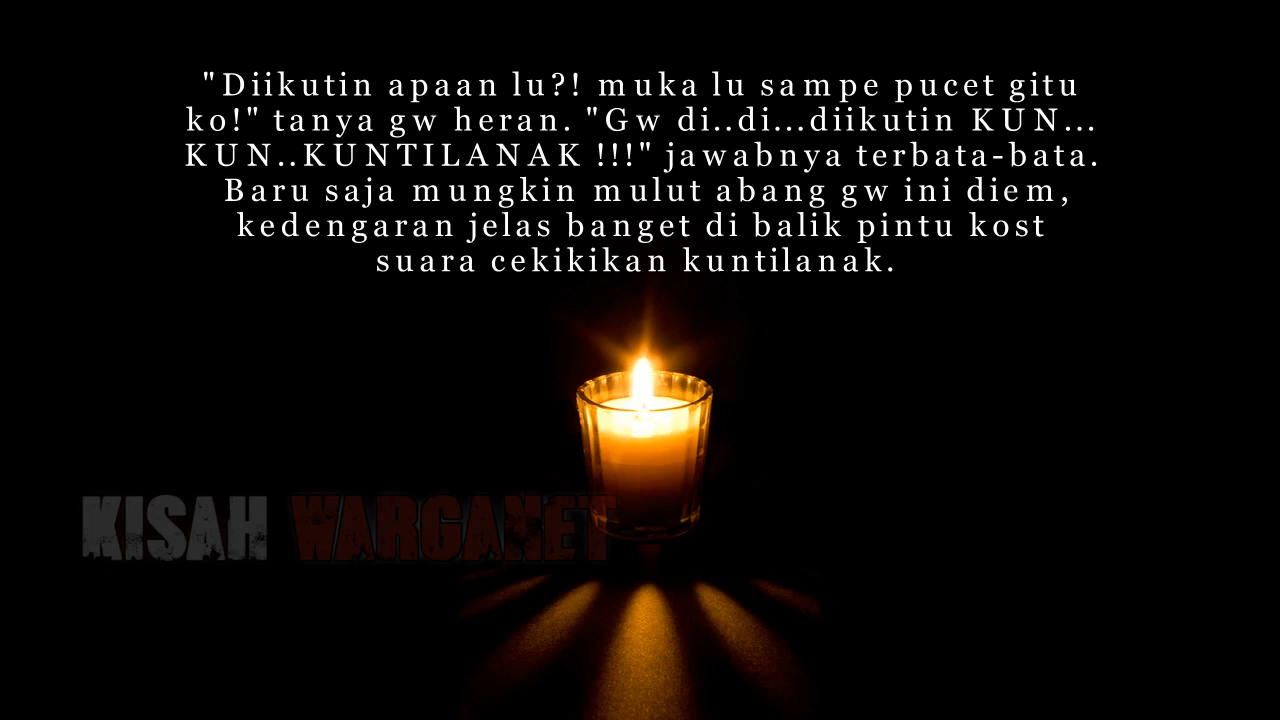 "Diikutin apaan lu?! muka lu sampe pucet gitu
ko!" tanya gw heran. "Gw di..di...diikutin KUN...
KUN..KUNTILANAK !!!" jawabnya terbata-bata.
Baru saja mungkin mulut abang gw ini diem,
kedengaran jelas banget di balik pintu kost
suara cekikikan kuntilanak.
KISAH WARGANET